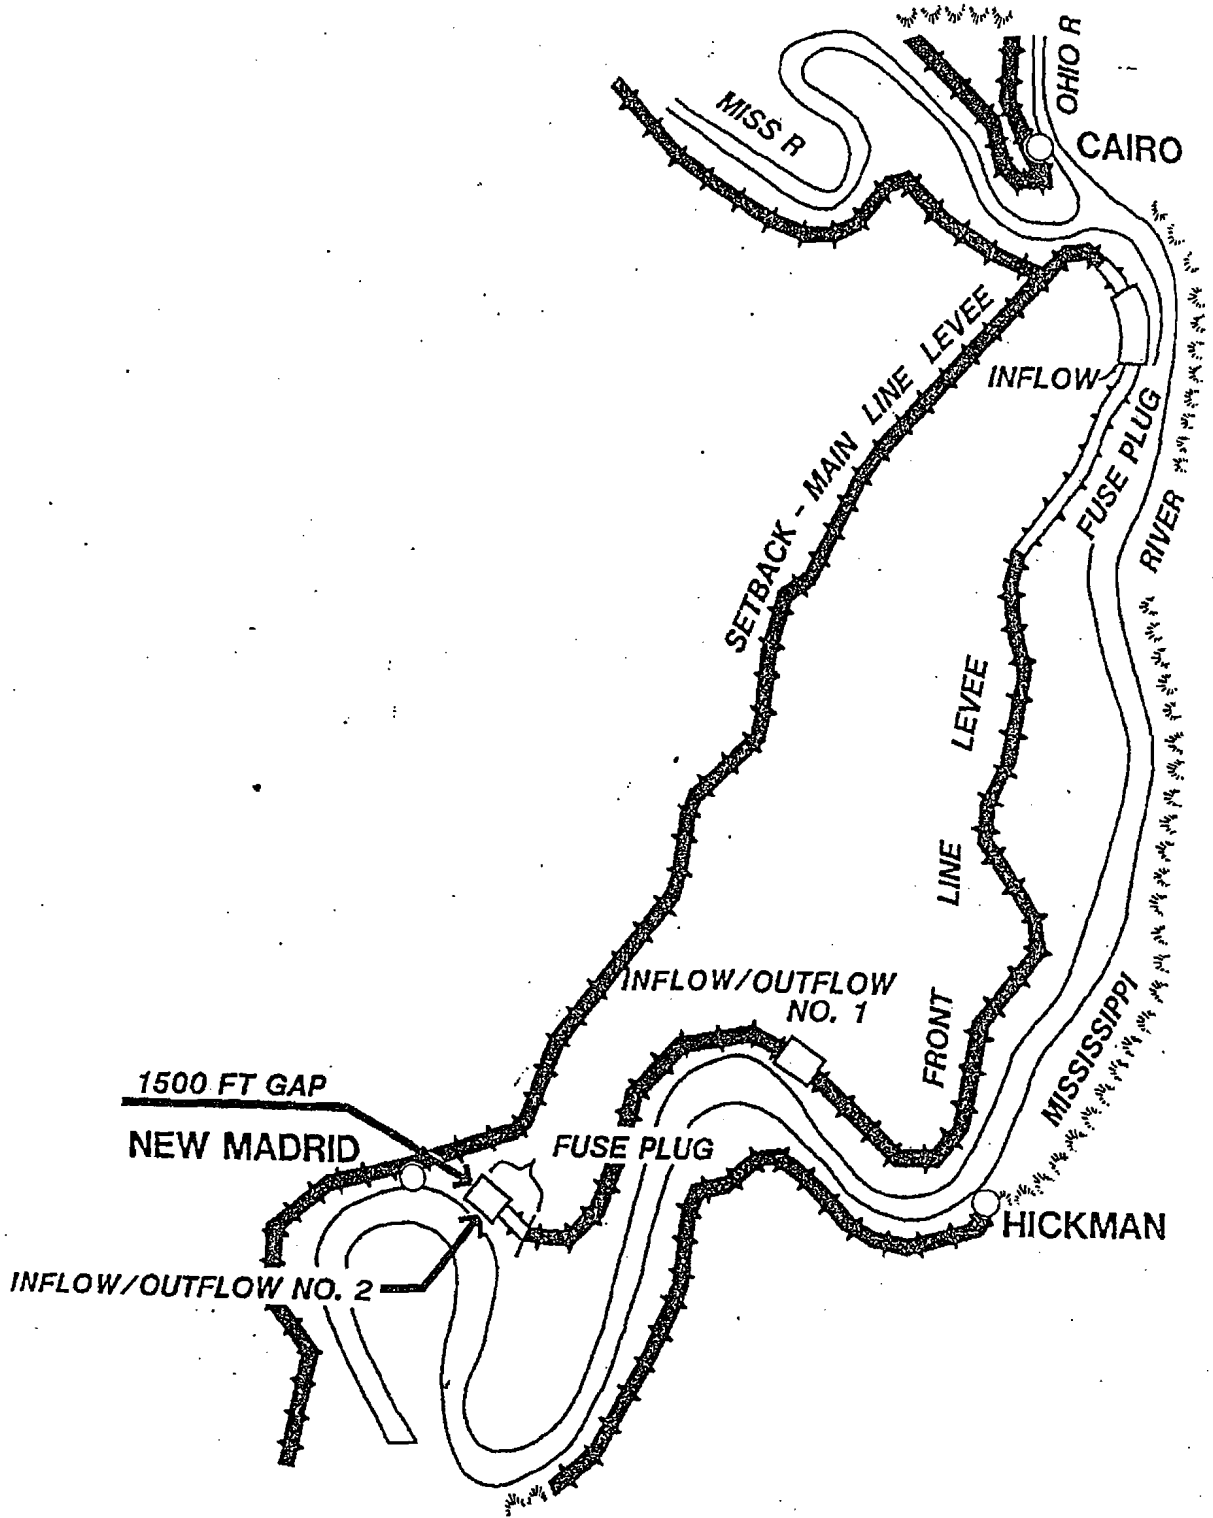 OHIO R
MISS R
CAIRO
SETBACK - MAIN LINE LEVEE
INFLOW
FUSE PLUG
RIVER
FRONT LINE LEVEE
INFLOW/OUTFLOW
NO. 1
MISSISSIPPI
1500 FT GAP
NEW MADRID
FUSE PLUG
HICKMAN
INFLOW/OUTFLOW NO. 2